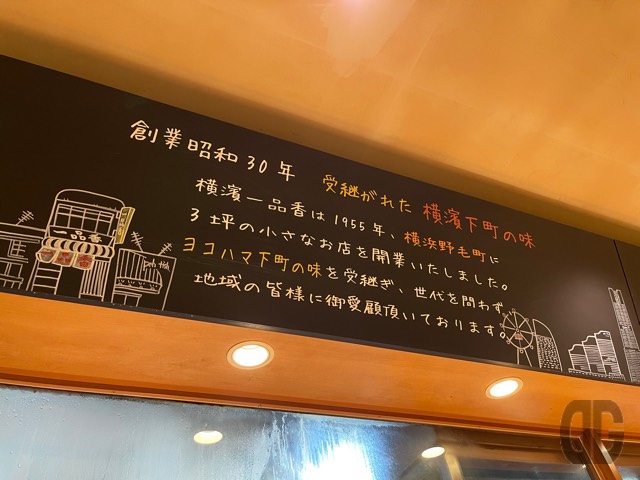 創業昭和30年
受継がれた 横濱下町の味
横濱一品香は1955年、横浜野毛町に
3坪の小さなお店を開業いたしました。
ヨコハマ下町の味を受継ぎ、世代を問わず
地域の皆様に御愛顧頂いております。
一品香